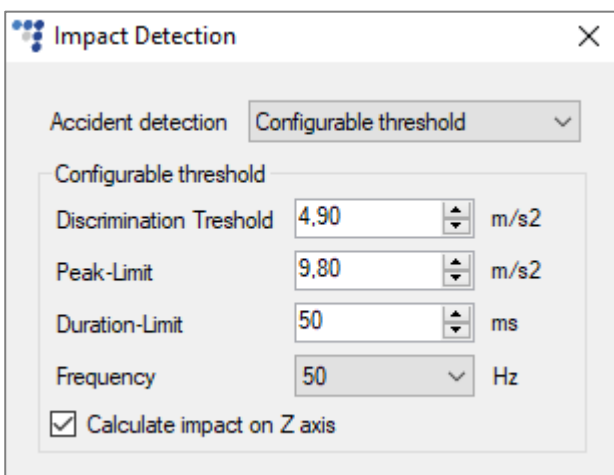 Impact Detection
Accident detection Configurable threshold
Configurable threshold
Discrimination Treshold 4,90 m/s2
Peak-Limit 9,80 m/s2
Duration-Limit 50 ms
Frequency 50 Hz
Calculate impact on Z axis